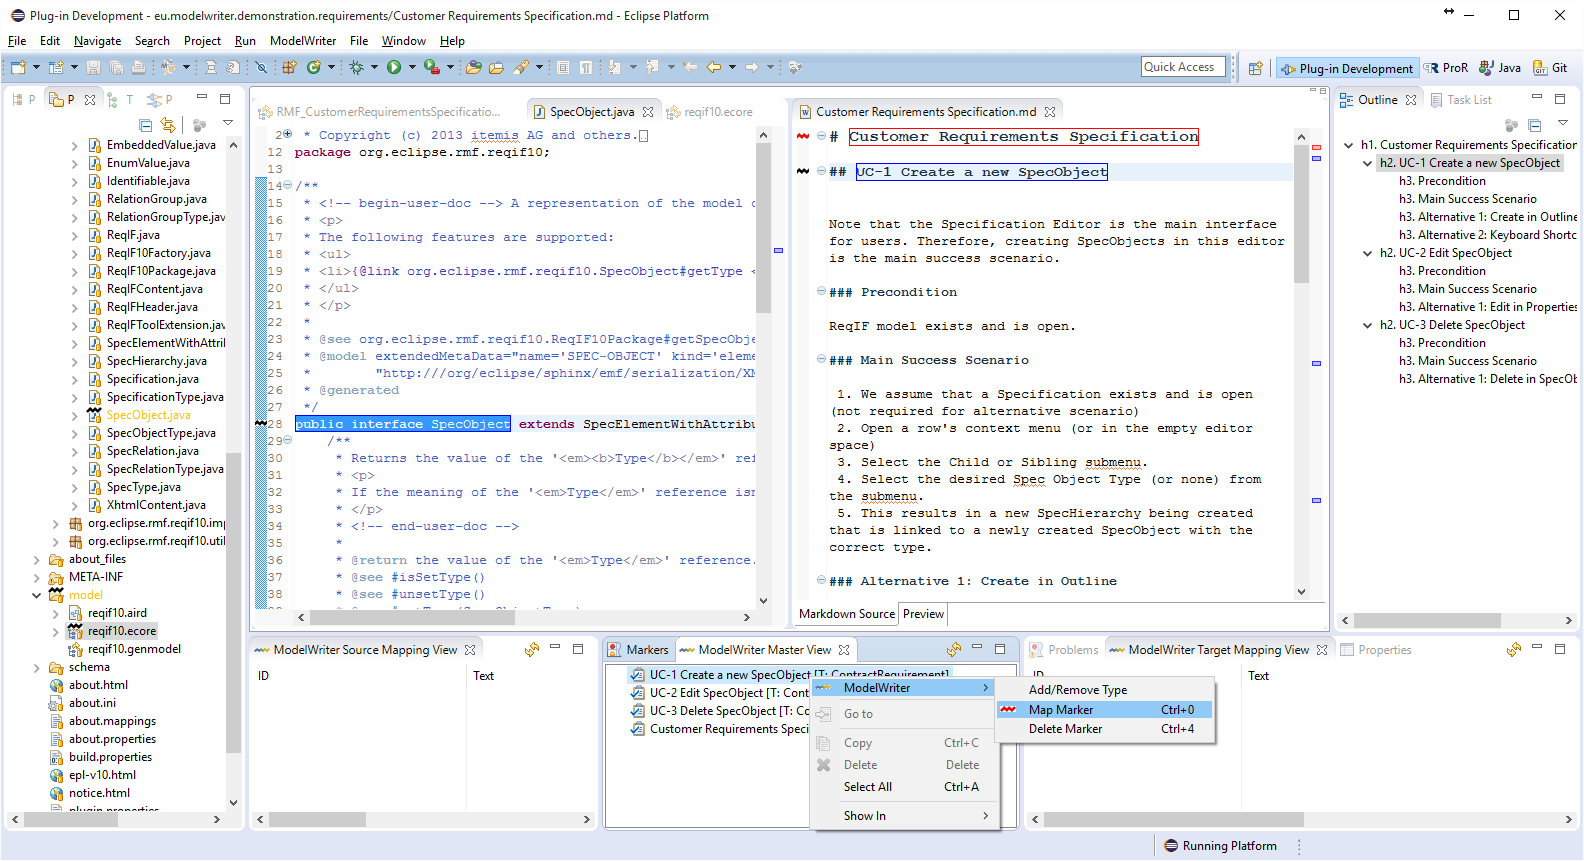 Plug-in Development - eu.modelwriter.demonstration.requirements/Customer Requirements Specification.md - Eclipse Platform
File Edit Navigate Search Project Run ModelWriter File Window Help
Quick Access
Plug-in Development ProR Java Git
P P T P
EmbeddedValue.java
EnumValue.java
Identifiable.java
RelationGroup.java
RelationGroupType.jav
ReqIF.java
ReqIF10Factory.java
ReqIF10Package.java
ReqIFContent.java
ReqIFHeader.java
ReqIFToolExtension.jav
SpecElementWithAttril
SpecHierarchy.java
Specification.java
SpecificationType.java
SpecObject.java
SpecObjectType.java
SpecRelation.java
SpecRelationType.java
SpecType.java
XhtmlContent.java
org.eclipse.rmf.reqif10.im
org.eclipse.rmf.reqif10.util
about_files
META-INF
model
reqif10.aird
reqif10.ecore
reqif10.genmodel
schema
about.html
about.ini
about.mappings
about.properties
build.properties
epl-v10.html
notice.html
plugin.properties
RMF_CustomerRequirementsSpecificatio... SpecObject.java reqif10.ecore
2 * Copyright (c) 2013 itemis AG and others.
12 package org.eclipse.rmf.reqif10;
13
14 /**
15 * <!-- begin-user-doc --> A representation of the model
16 * <p>
17 * The following features are supported:
18 * <ul>
19 * <li>{@link org.eclipse.rmf.reqif10.SpecObject#getType <
20 * </ul>
21 * </p>
22 *
23 * @see org.eclipse.rmf.reqif10.ReqIF10Package#getSpecObje
24 * @model extendedMetaData="name='SPEC-OBJECT' kind='eleme
25 * "http:///org/eclipse/sphinx/emf/serialization/XM
26 * @generated
27 */
28 public interface SpecObject extends SpecElementWithAttribu
29 /**
30 * Returns the value of the '<em><b>Type</b></em>' ref
31 * <p>
32 * If the meaning of the '<em>Type</em>' reference isn
33 * </p>
34 * <!-- end-user-doc -->
35 *
36 * @return the value of the '<em>Type</em>' reference.
37 * @see #isSetType()
38 * @see #unsetType()
Customer Requirements Specification.md
# Customer Requirements Specification
## UC-1 Create a new SpecObject
Note that the Specification Editor is the main interface
for users. Therefore, creating SpecObjects in this editor
is the main success scenario.
### Precondition
ReqIF model exists and is open.
### Main Success Scenario
1. We assume that a Specification exists and is open
(not required for alternative scenario)
2. Open a row's context menu (or in the empty editor
space)
3. Select the Child or Sibling submenu.
4. Select the desired Spec Object Type (or none) from
the submenu.
5. This results in a new SpecHierarchy being created
that is linked to a newly created SpecObject with the
correct type.
### Alternative 1: Create in Outline
Markdown Source Preview
Outline Task List
h1. Customer Requirements Specification
h2. UC-1 Create a new SpecObject
h3. Precondition
h3. Main Success Scenario
h3. Alternative 1: Create in Outline
h3. Alternative 2: Keyboard Shortc
h2. UC-2 Edit SpecObject
h3. Precondition
h3. Main Success Scenario
h3. Alternative 1: Edit in Properties
h2. UC-3 Delete SpecObject
h3. Precondition
h3. Main Success Scenario
h3. Alternative 1: Delete in SpecOb
ModelWriter Source Mapping View
ID Text
Markers ModelWriter Master View
UC-1 Create a new SpecObject [T: ContractRequirement]
UC-2 Edit SpecObject [T: Cont
UC-3 Delete SpecObject [T: Co
Customer Requirements Speci
ModelWriter
Go to
Copy Ctrl+C
Delete Delete
Select All Ctrl+A
Show In
Add/Remove Type
Map Marker Ctrl+0
Delete Marker Ctrl+4
Problems ModelWriter Target Mapping View Properties
ID Text
Running Platform